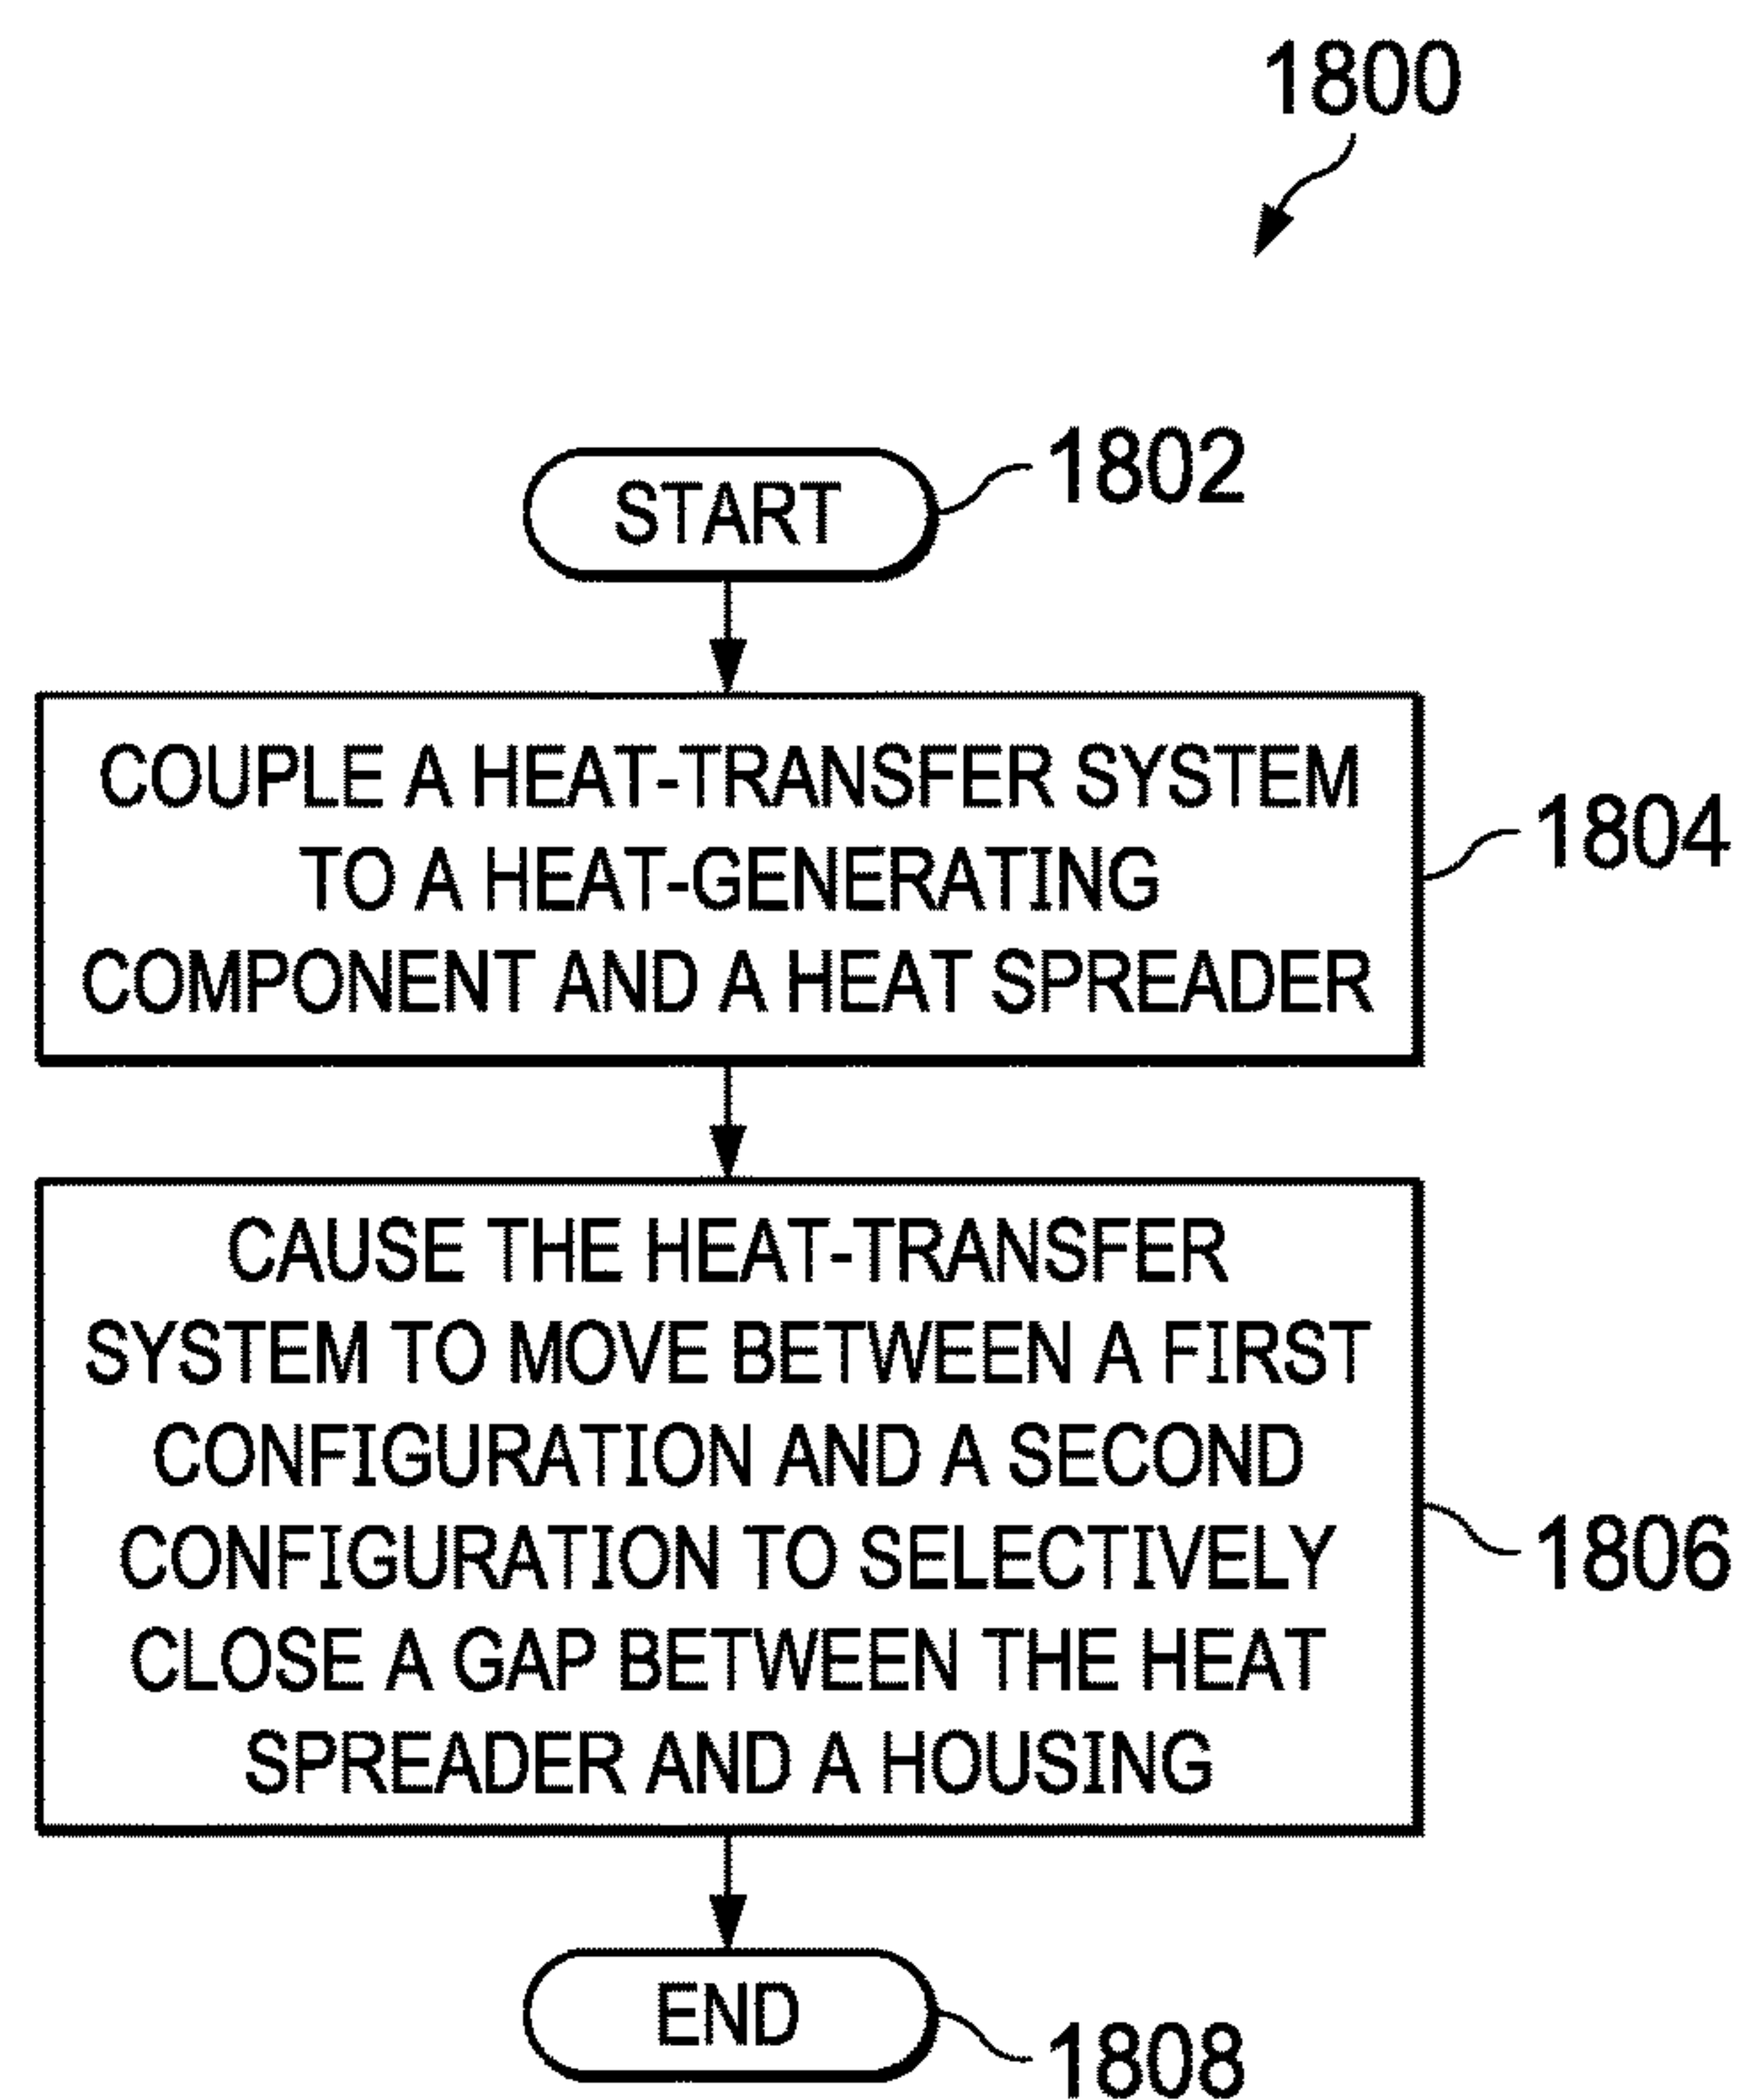 1800
START
1802
COUPLE A HEAT-TRANSFER SYSTEM
TO A HEAT-GENERATING
COMPONENT AND A HEAT SPREADER
1804
CAUSE THE HEAT-TRANSFER
SYSTEM TO MOVE BETWEEN A FIRST
CONFIGURATION AND A SECOND
CONFIGURATION TO SELECTIVELY
CLOSE A GAP BETWEEN THE HEAT
SPREADER AND A HOUSING
1806
END
1808